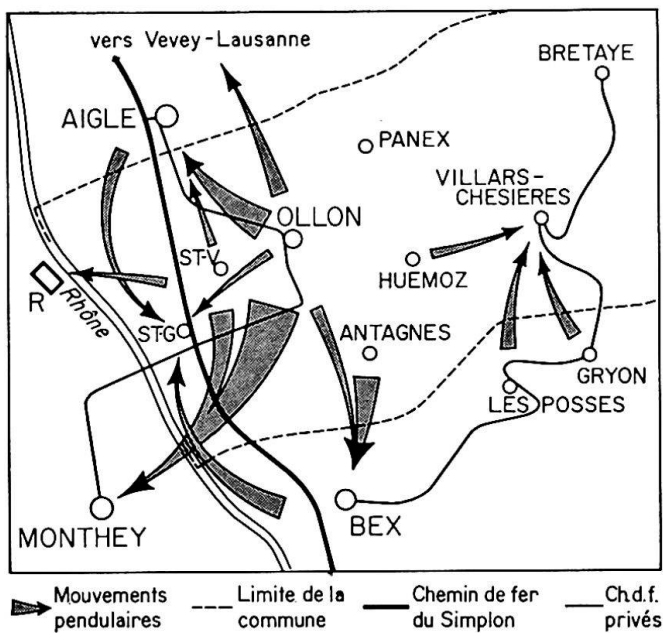 vers Vevey-Lausanne
BRETAYE
AIGLE
PANEX
VILLARS-
CHESIERES
OLLON
ST-V
HUEMOZ
R
Rhône
ST-G
ANTAGNES
GRYON
LES POSSES
MONTHEY
BEX
Mouvements
pendulaires
Limite de la
commune
Chemin de fer
du Simplon
Ch.d.f.
privés